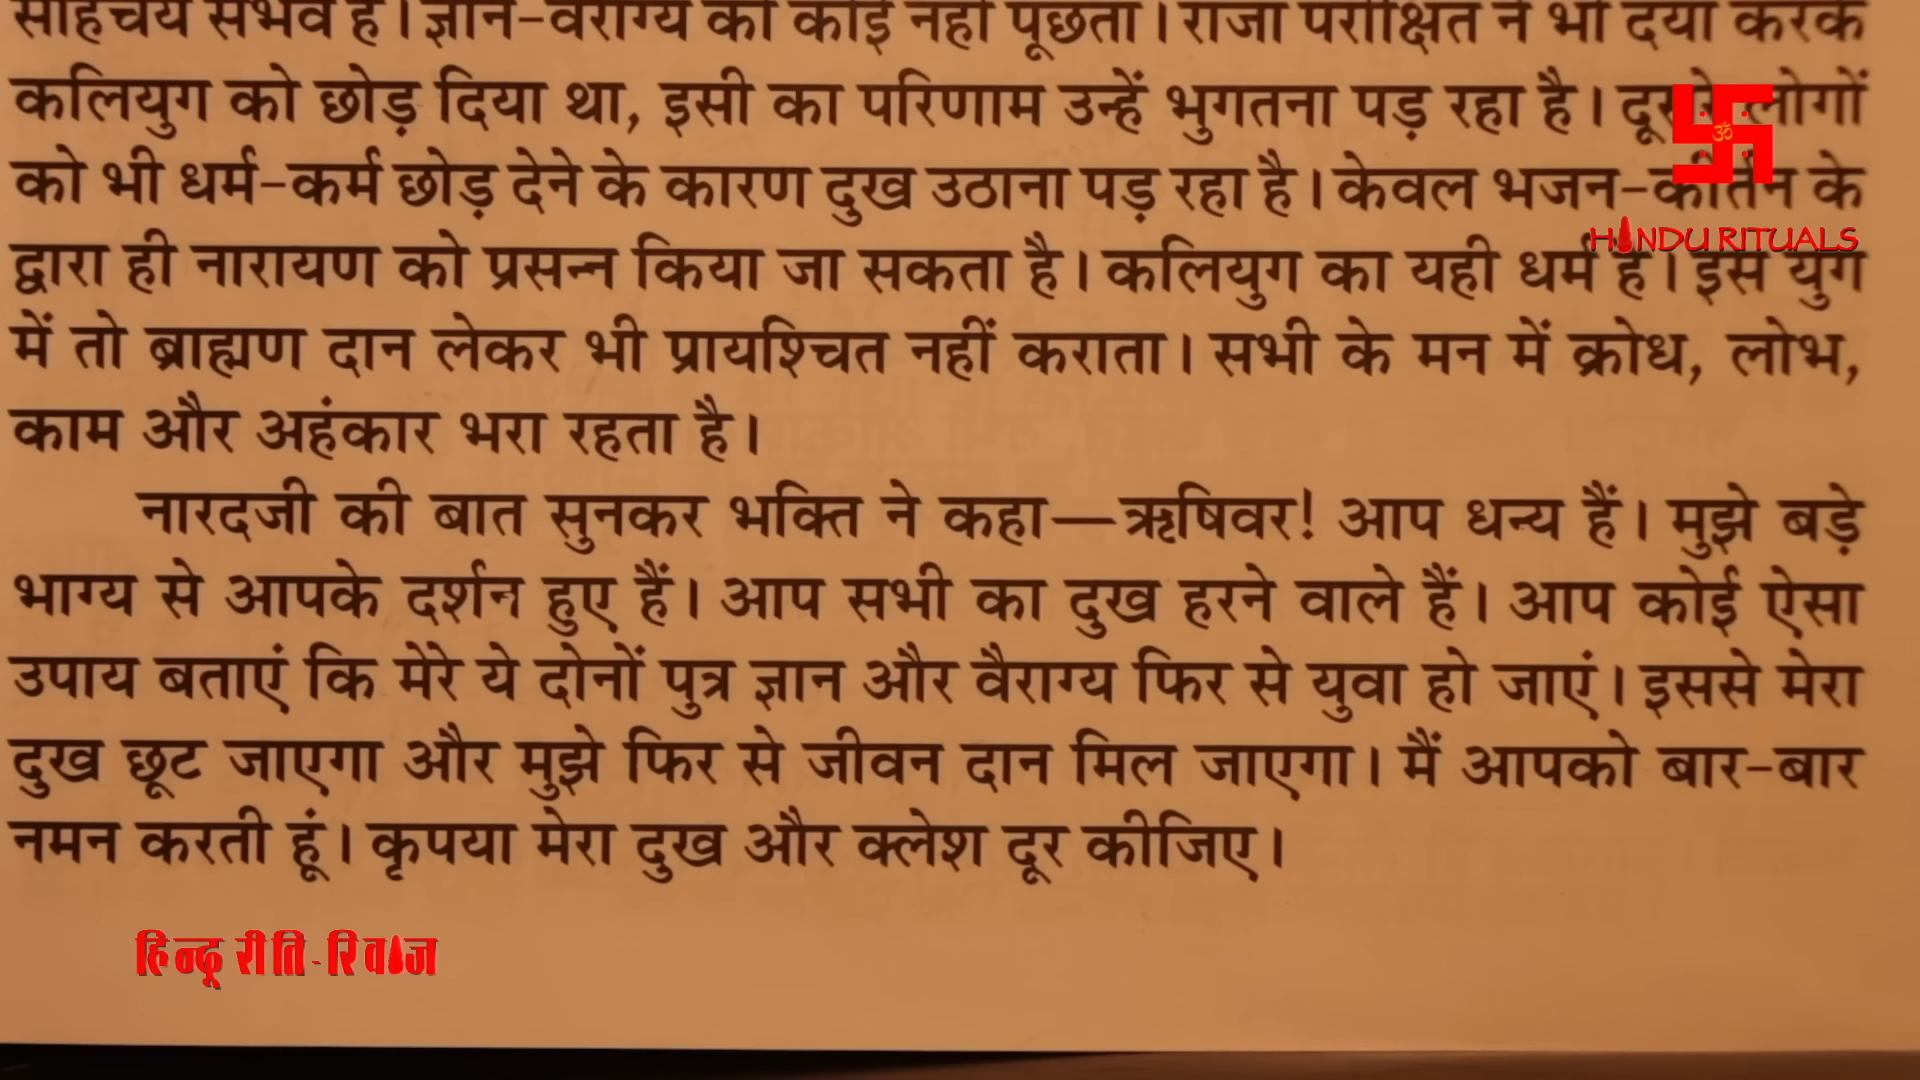 साहचर्य संभव है। ज्ञान-वैराग्य को कोई नहीं पूछता। राजा परीक्षित ने भी दया करके
कलियुग को छोड़ दिया था, इसी का परिणाम उन्हें भुगतना पड़ रहा है। दूसरे लोगों
को भी धर्म-कर्म छोड़ देने के कारण दुख उठाना पड़ रहा है। केवल भजन-कीर्तन के
HINDU RITUALS
द्वारा ही नारायण को प्रसन्न किया जा सकता है। कलियुग का यही धर्म है। इस युग
में तो ब्राह्मण दान लेकर भी प्रायश्चित नहीं कराता। सभी के मन में क्रोध, लोभ,
काम और अहंकार भरा रहता है।
नारदजी की बात सुनकर भक्ति ने कहा—ऋषिवर! आप धन्य हैं। मुझे बड़े
भाग्य से आपके दर्शन हुए हैं। आप सभी का दुख हरने वाले हैं। आप कोई ऐसा
उपाय बताएं कि मेरे ये दोनों पुत्र ज्ञान और वैराग्य फिर से युवा हो जाएं। इससे मेरा
दुख छूट जाएगा और मुझे फिर से जीवन दान मिल जाएगा। मैं आपको बार-बार
नमन करती हूं। कृपया मेरा दुख और क्लेश दूर कीजिए।
हिन्दू रीति-रिवाज
ॐ